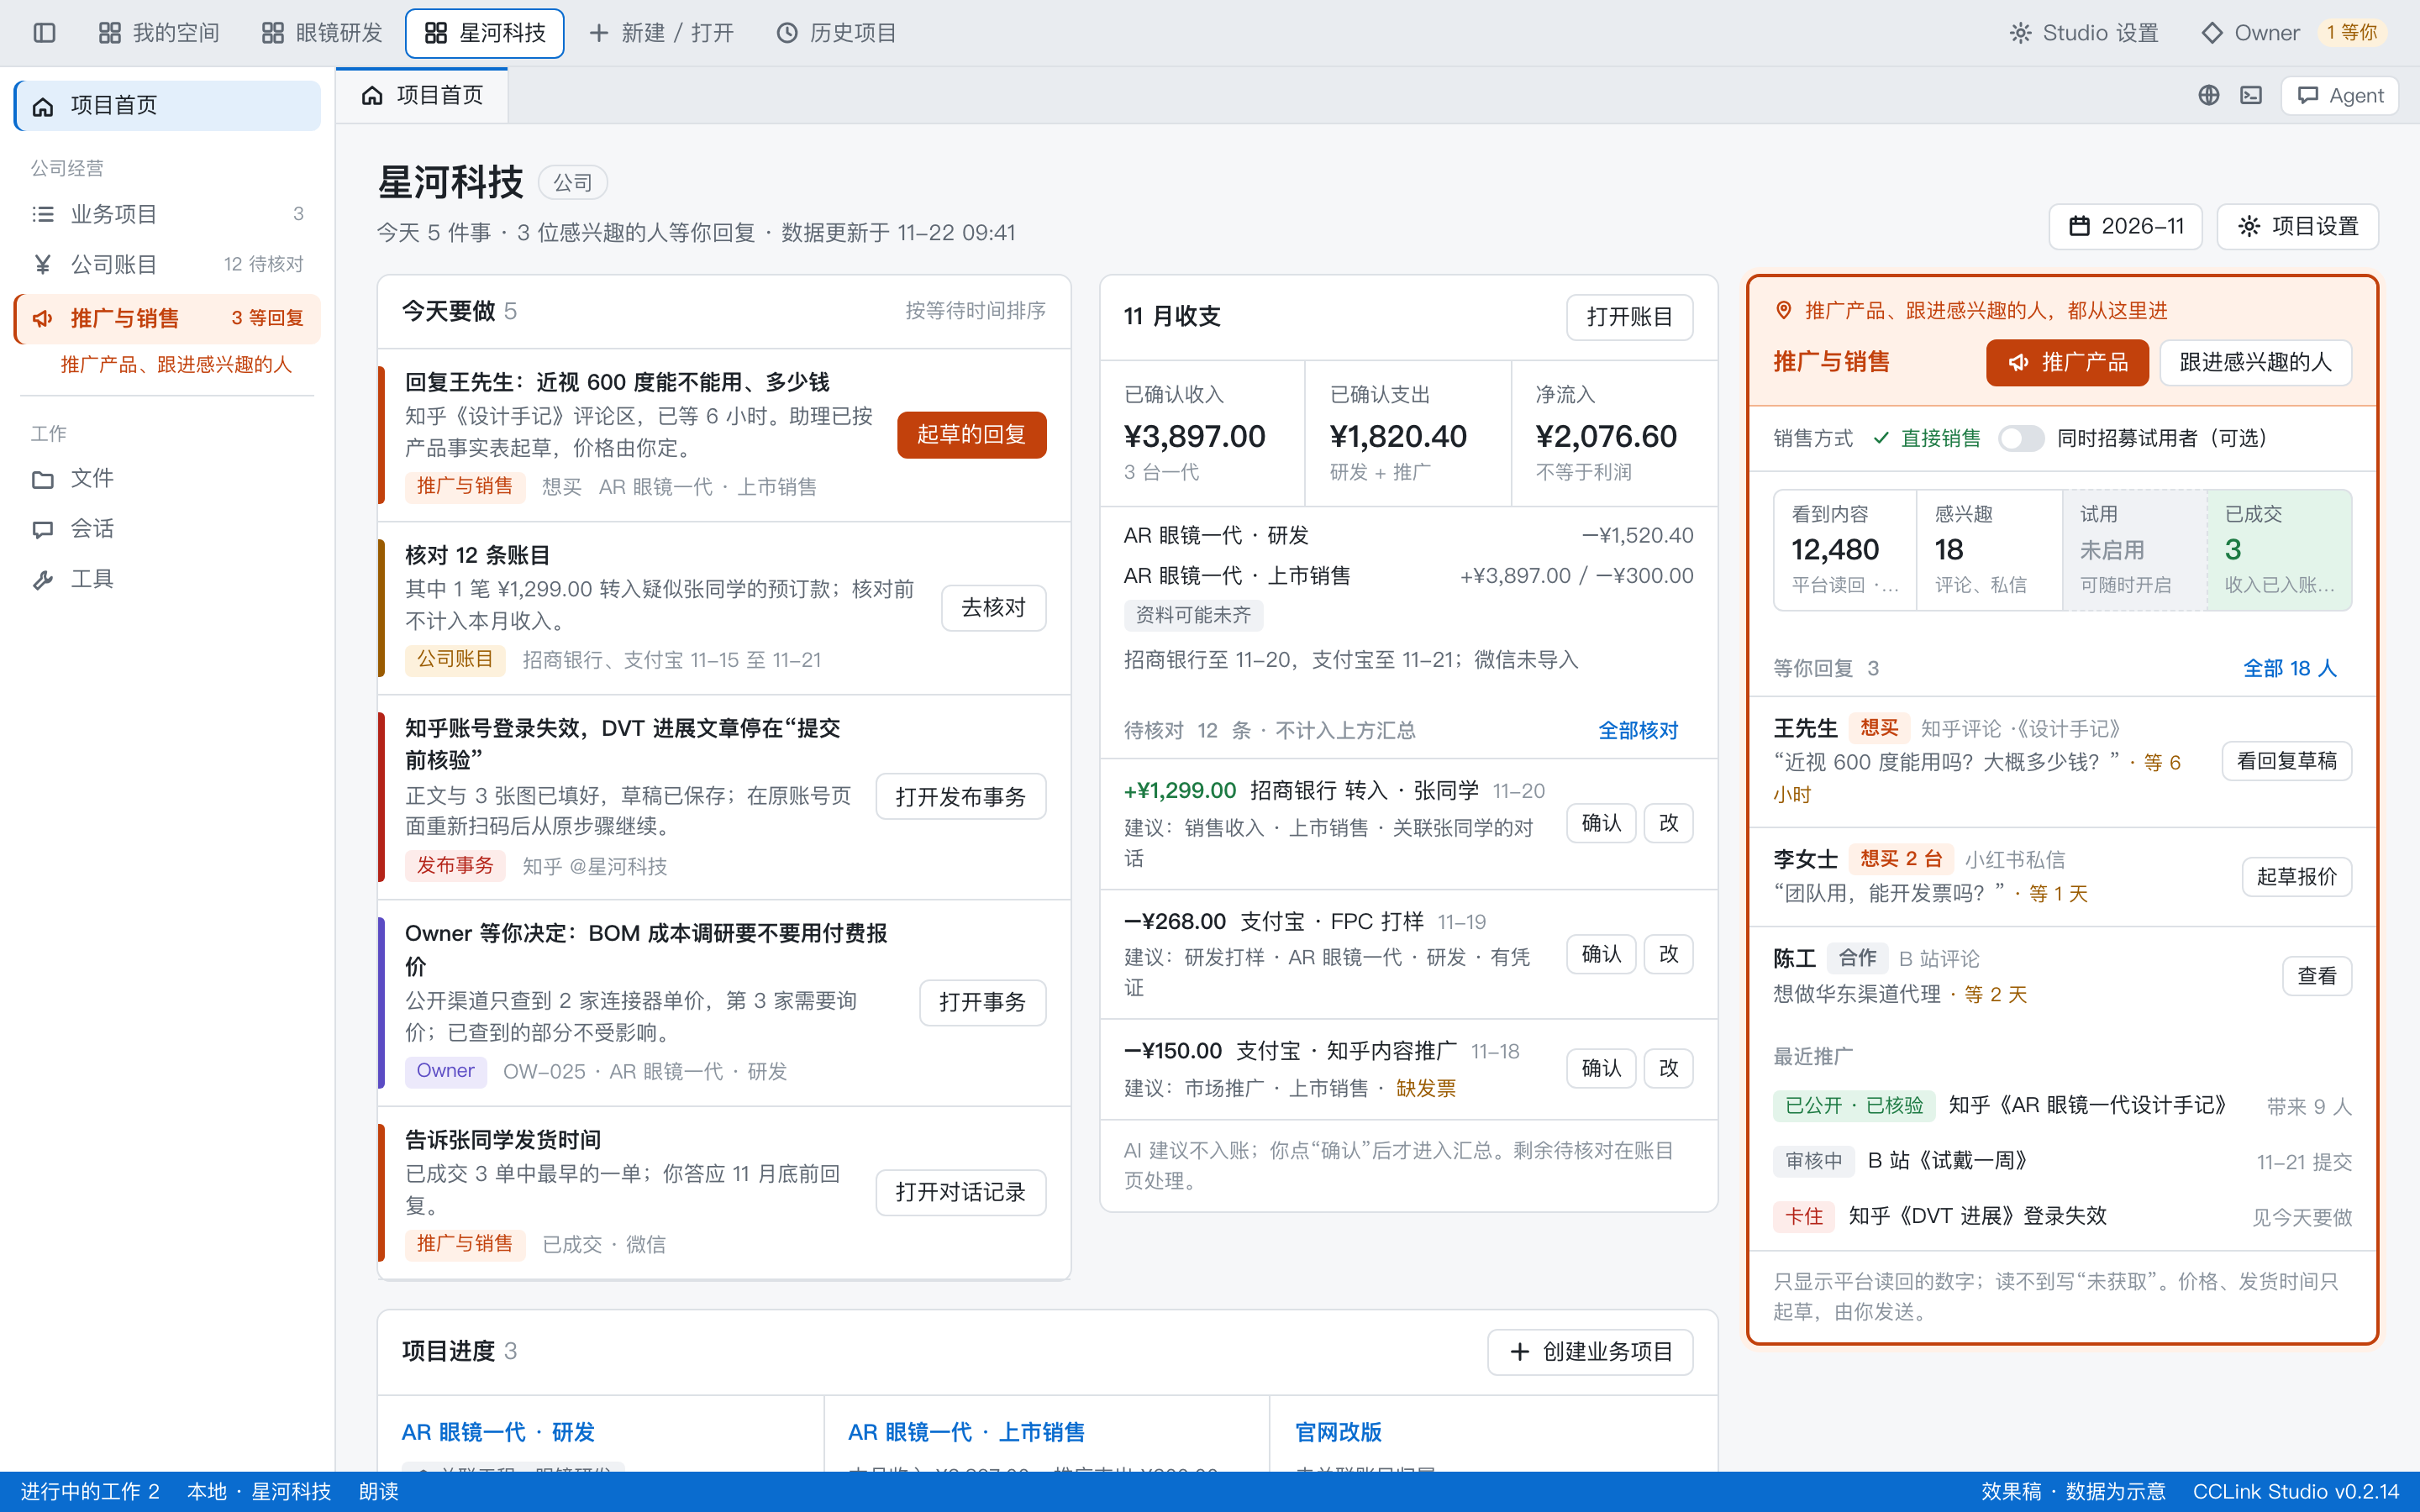 我的空间
眼镜研发
星河科技
新建 / 打开
历史项目
Studio 设置
Owner
1 等你
项目首页
公司经营
业务项目 3
公司账目 12 待核对
推广与销售 3 等回复
推广产品、跟进感兴趣的人
工作
文件
会话
工具
项目首页
Agent
星河科技 公司
今天 5 件事 · 3 位感兴趣的人等你回复 · 数据更新于 11-22 09:41
2026-11
项目设置
今天要做 5
按等待时间排序
回复王先生：近视 600 度能不能用、多少钱
知乎《设计手记》评论区，已等 6 小时。助理已按
产品事实表起草，价格由你定。
推广与销售 想买 AR 眼镜一代 · 上市销售
起草的回复
核对 12 条账目
其中 1 笔 ¥1,299.00 转入疑似张同学的预订款；核对前
不计入本月收入。
公司账目 招商银行、支付宝 11-15 至 11-21
去核对
知乎账号登录失效，DVT 进展文章停在“提交
前核验”
正文与 3 张图已填好，草稿已保存；在原账号页
面重新扫码后从原步骤继续。
发布事务 知乎 @星河科技
打开发布事务
Owner 等你决定：BOM 成本调研要不要用付费报
价
公开渠道只查到 2 家连接器单价，第 3 家需要询
价；已查到的部分不受影响。
Owner OW-025 · AR 眼镜一代 · 研发
打开事务
告诉张同学发货时间
已成交 3 单中最早的一单；你答应 11 月底前回
复。
推广与销售 已成交 · 微信
打开对话记录
11 月收支
打开账目
已确认收入
¥3,897.00
3 台一代
已确认支出
¥1,820.40
研发 + 推广
净流入
¥2,076.60
不等于利润
AR 眼镜一代 · 研发 −¥1,520.40
AR 眼镜一代 · 上市销售 +¥3,897.00 / −¥300.00
资料可能未齐
招商银行至 11-20，支付宝至 11-21；微信未导入
待核对 12 条 · 不计入上方汇总
全部核对
+¥1,299.00 招商银行 转入 · 张同学 11-20
建议：销售收入 · 上市销售 · 关联张同学的对
话
确认 改
−¥268.00 支付宝 · FPC 打样 11-19
建议：研发打样 · AR 眼镜一代 · 研发 · 有凭
证
确认 改
−¥150.00 支付宝 · 知乎内容推广 11-18
建议：市场推广 · 上市销售 · 缺发票
确认 改
AI 建议不入账；你点“确认”后才进入汇总。剩余待核对在账目
页处理。
推广产品、跟进感兴趣的人，都从这里进
推广与销售
推广产品
跟进感兴趣的人
销售方式 直接销售 同时招募试用者（可选）
看到内容
12,480
平台读回 ·…
感兴趣
18
评论、私信
试用
未启用
可随时开启
已成交
3
收入已入账…
等你回复 3
全部 18 人
王先生 想买 知乎评论 ·《设计手记》
“近视 600 度能用吗？大概多少钱？” · 等 6
小时
看回复草稿
李女士 想买 2 台 小红书私信
“团队用，能开发票吗？” · 等 1 天
起草报价
陈工 合作 B 站评论
想做华东渠道代理 · 等 2 天
查看
最近推广
已公开 · 已核验 知乎《AR 眼镜一代设计手记》 带来 9 人
审核中 B 站《试戴一周》 11-21 提交
卡住 知乎《DVT 进展》登录失效 见今天要做
只显示平台读回的数字；读不到写“未获取”。价格、发货时间只
起草，由你发送。
项目进度 3
创建业务项目
AR 眼镜一代 · 研发
AR 眼镜一代 · 上市销售
官网改版
进行中的工作 2
本地 · 星河科技
朗读
效果稿 · 数据为示意
CCLink Studio v0.2.14